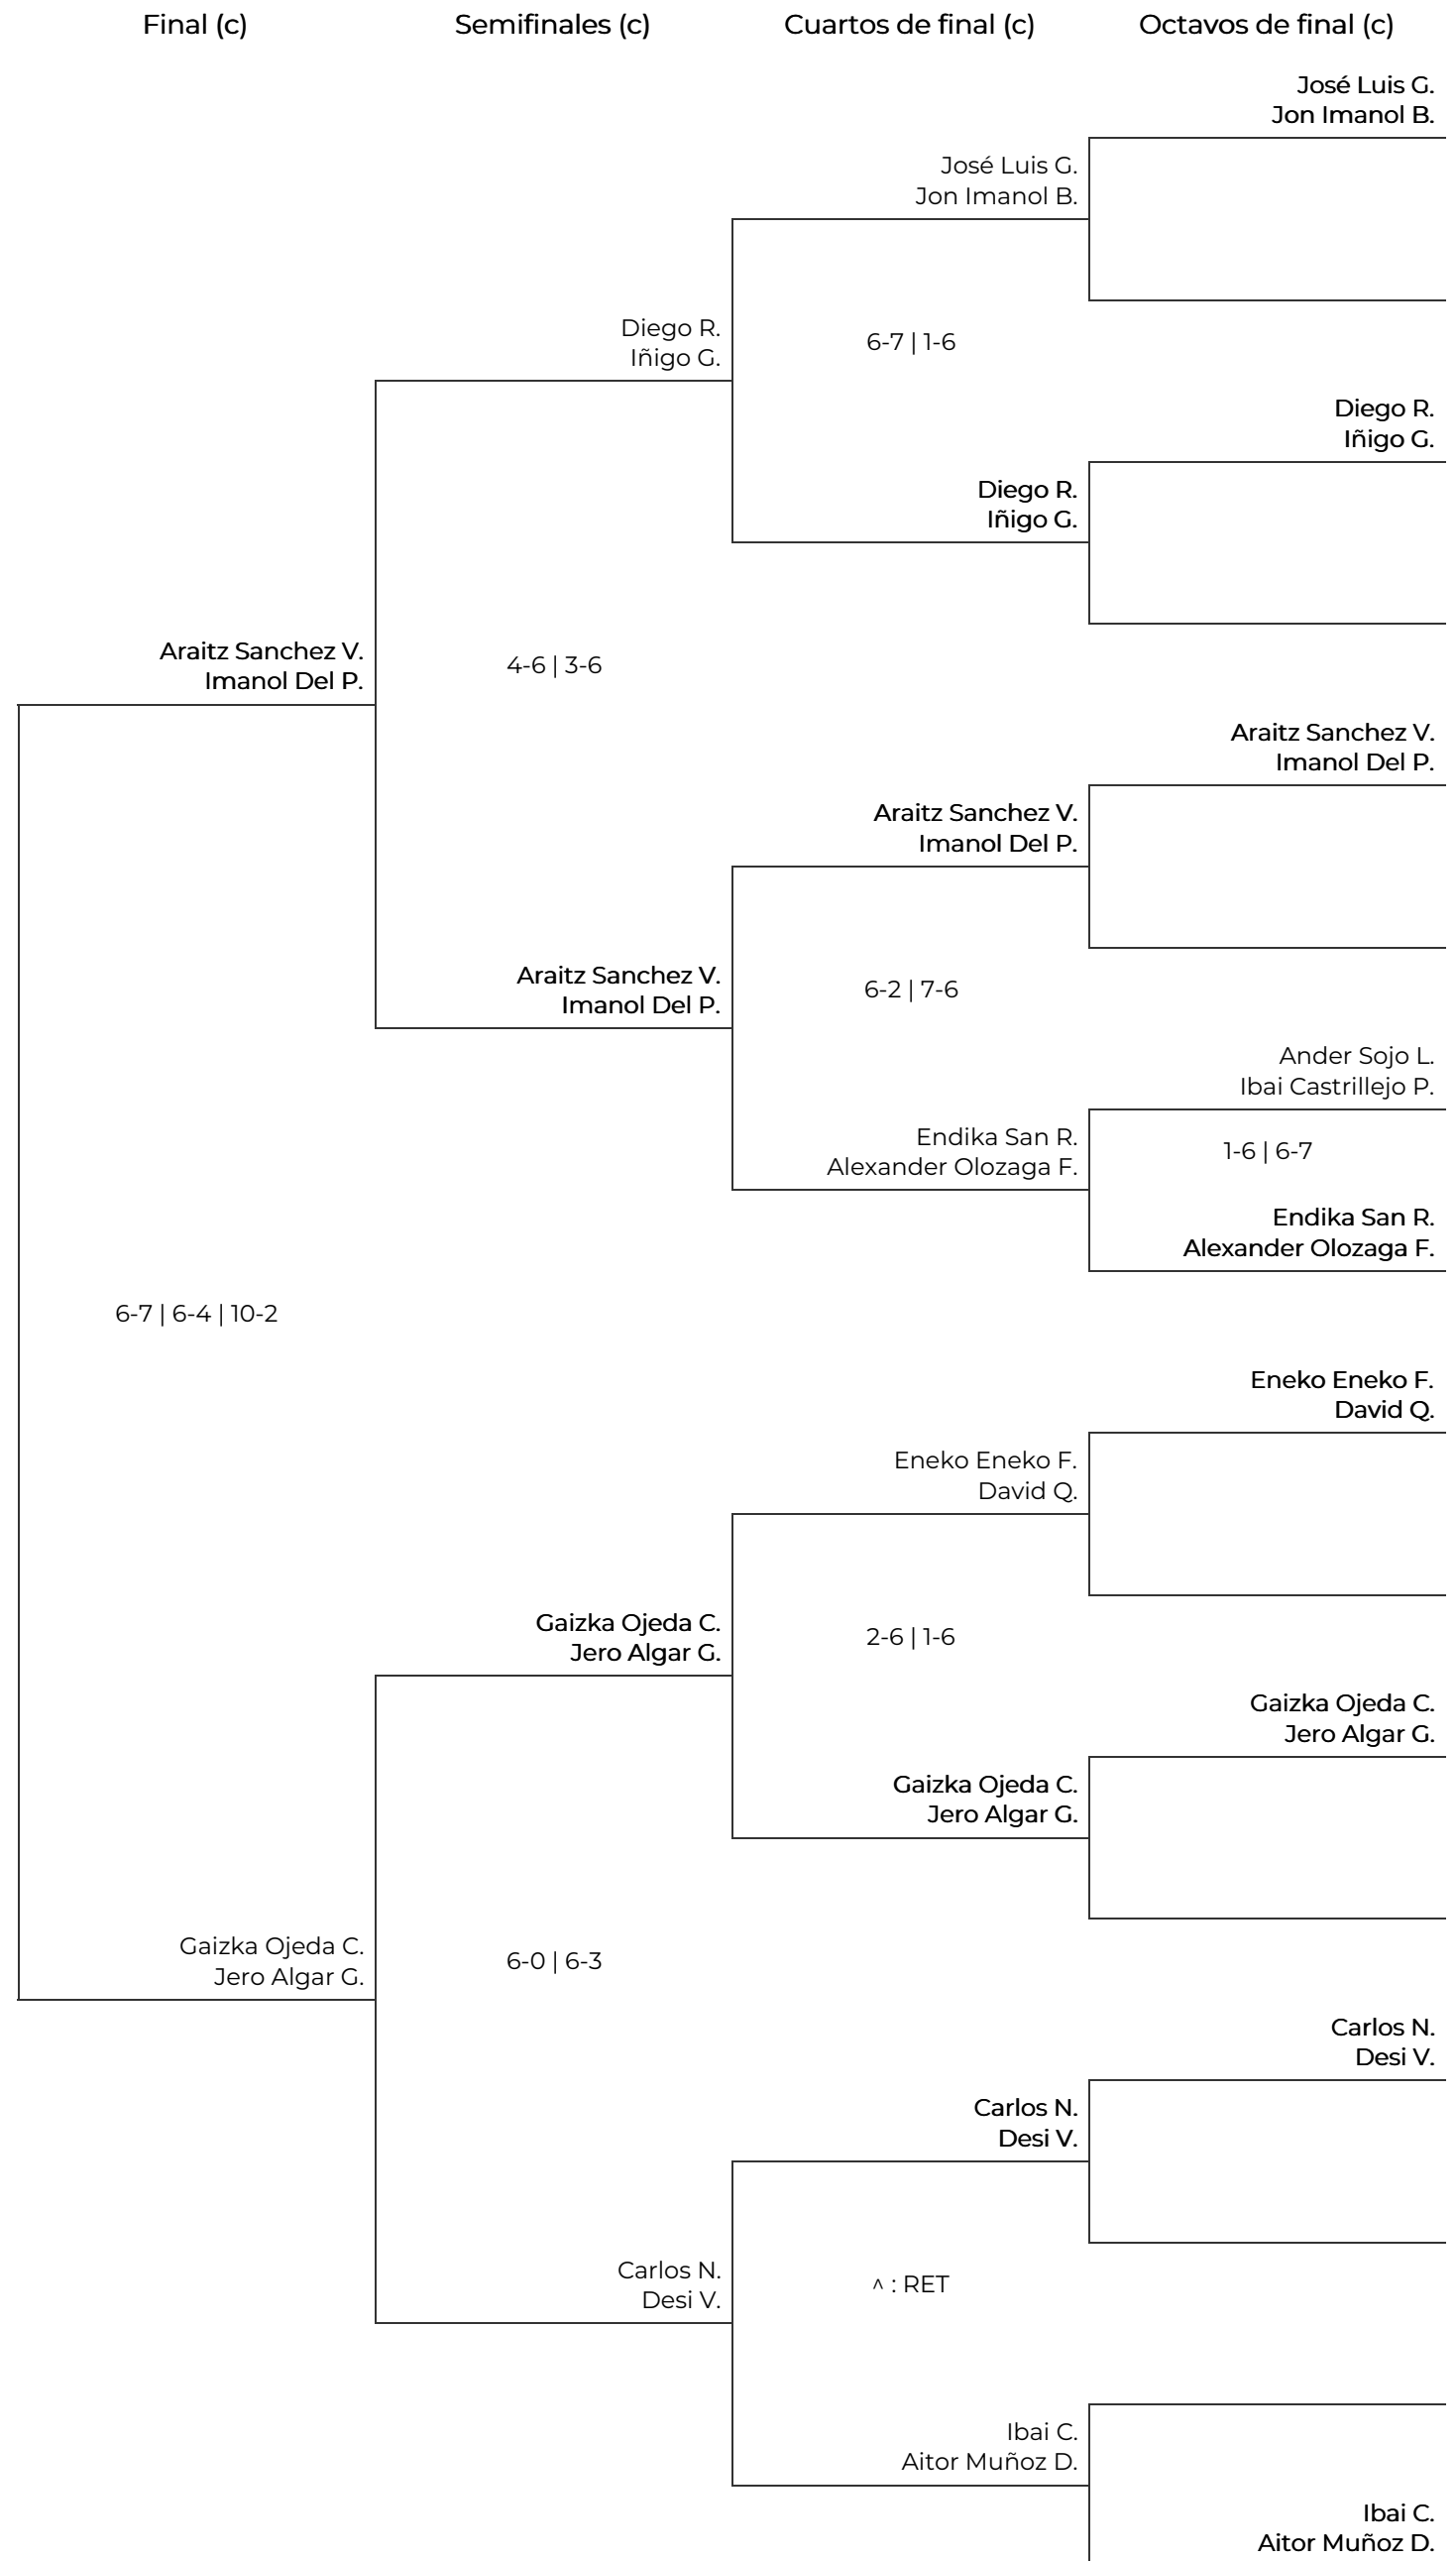 Final (c)
Semifinales (c)
Cuartos de final (c)
Octavos de final (c)
José Luis G.
Jon Imanol B.
José Luis G.
Jon Imanol B.
Diego R.
Iñigo G.
6-7 | 1-6
Diego R.
Iñigo G.
Diego R.
Iñigo G.
Araitz Sanchez V.
Imanol Del P.
4-6 | 3-6
Araitz Sanchez V.
Imanol Del P.
Araitz Sanchez V.
Imanol Del P.
Araitz Sanchez V.
Imanol Del P.
6-2 | 7-6
Ander Sojo L.
Ibai Castrillejo P.
Endika San R.
Alexander Olozaga F.
1-6 | 6-7
Endika San R.
Alexander Olozaga F.
6-7 | 6-4 | 10-2
Eneko Eneko F.
David Q.
Eneko Eneko F.
David Q.
Gaizka Ojeda C.
Jero Algar G.
2-6 | 1-6
Gaizka Ojeda C.
Jero Algar G.
Gaizka Ojeda C.
Jero Algar G.
Gaizka Ojeda C.
Jero Algar G.
6-0 | 6-3
Carlos N.
Desi V.
Carlos N.
Desi V.
Carlos N.
Desi V.
^ : RET
Ibai C.
Aitor Muñoz D.
Ibai C.
Aitor Muñoz D.